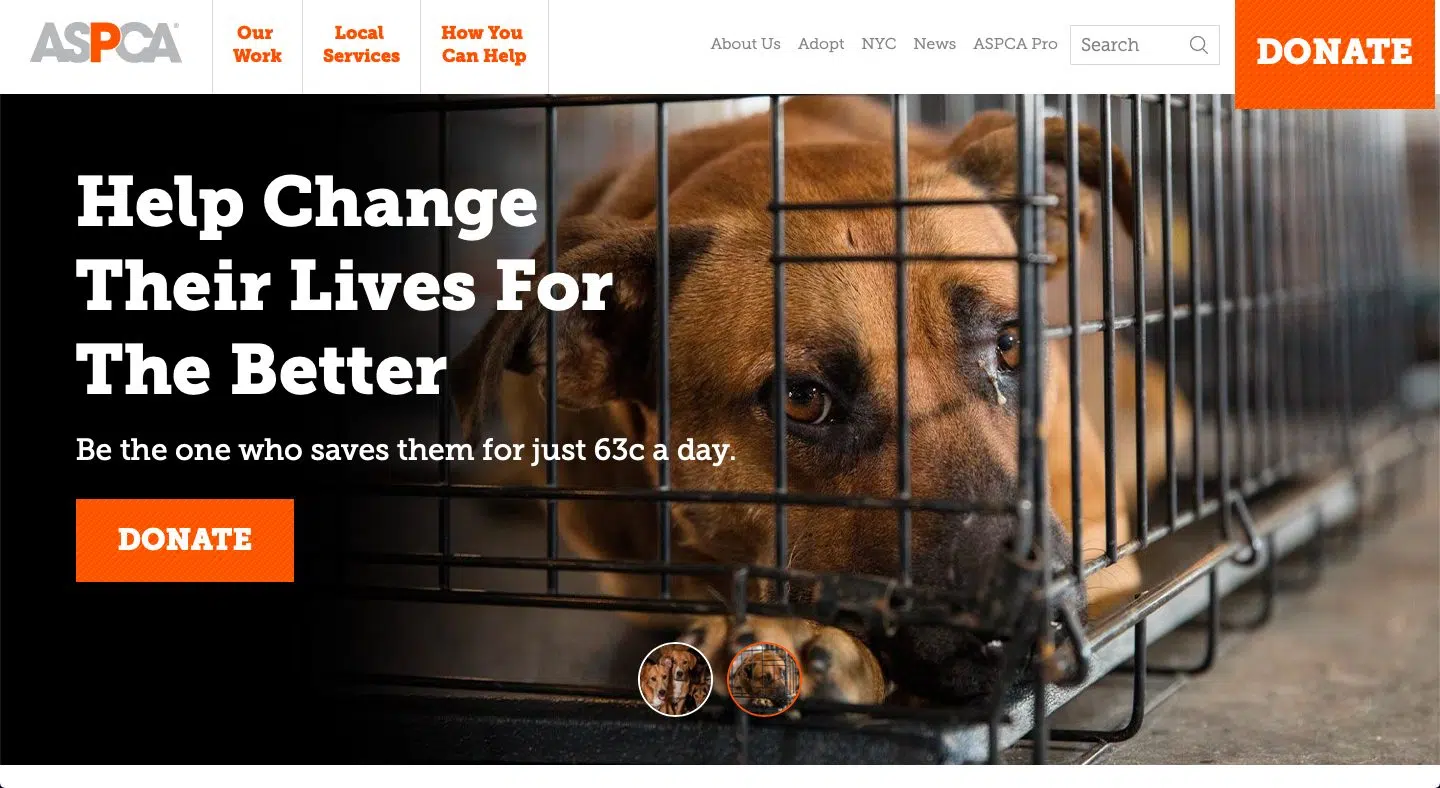 ASPCA®
Our
Work
Local
Services
How You
Can Help
About Us Adopt NYC News ASPCA Pro
Search
DONATE
Help Change
Their Lives For
The Better
Be the one who saves them for just 63c a day.
DONATE